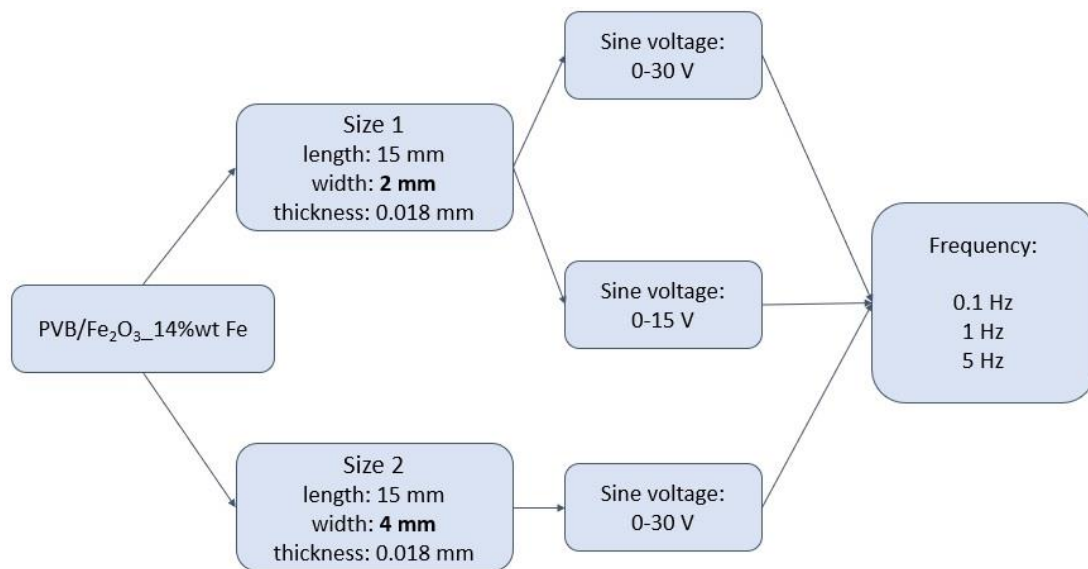 PVB/Fe₂O₃_14%wt Fe
Size 1
length: 15 mm
width: 2 mm
thickness: 0.018 mm
Size 2
length: 15 mm
width: 4 mm
thickness: 0.018 mm
Sine voltage:
0-30 V
Sine voltage:
0-15 V
Sine voltage:
0-30 V
Frequency:
0.1 Hz
1 Hz
5 Hz